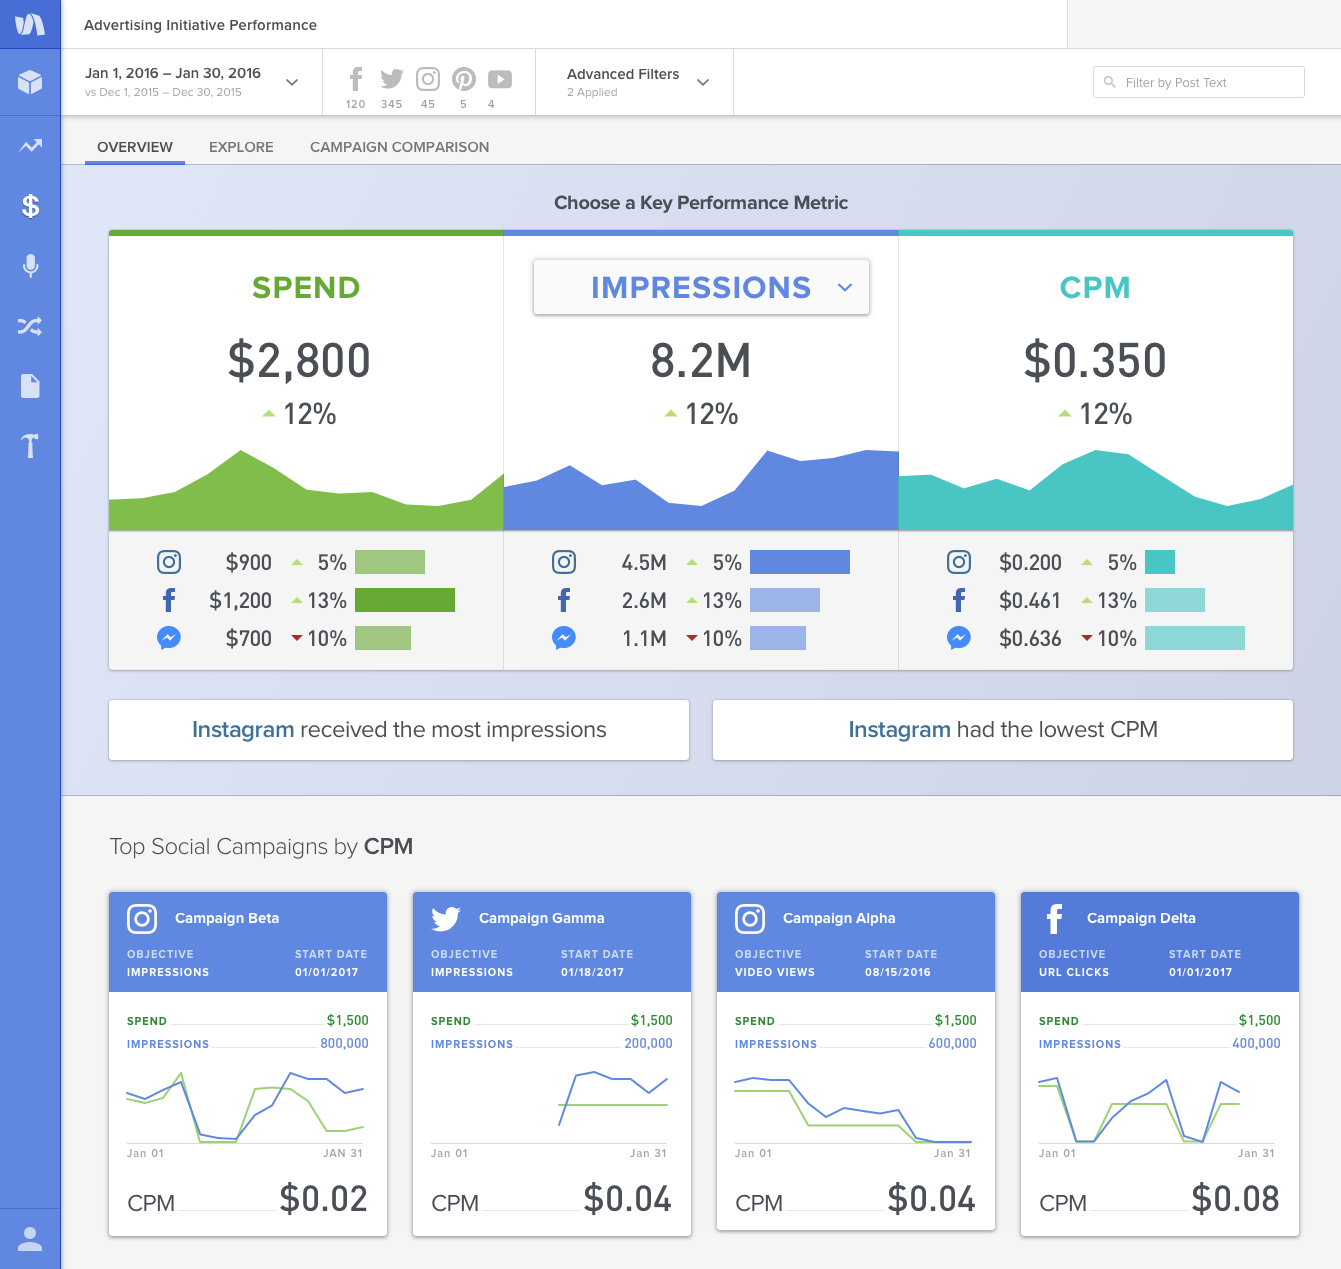 Advertising Initiative Performance
Jan 1, 2016 – Jan 30, 2016
vs Dec 1, 2015 – Dec 30, 2015
120 345 45 5 4
Advanced Filters
2 Applied
Filter by Post Text
OVERVIEW EXPLORE CAMPAIGN COMPARISON
$
Choose a Key Performance Metric
SPEND IMPRESSIONS CPM
$2,800 8.2M $0.350
12% 12% 12%
$900 5% 4.5M 5% $0.200 5%
$1,200 13% 2.6M 13% $0.461 13%
$700 10% 1.1M 10% $0.636 10%
Instagram received the most impressions
Instagram had the lowest CPM
Top Social Campaigns by CPM
Campaign Beta
OBJECTIVE START DATE
IMPRESSIONS 01/01/2017
SPEND $1,500
IMPRESSIONS 800,000
Jan 01 JAN 31
CPM $0.02
Campaign Gamma
OBJECTIVE START DATE
IMPRESSIONS 01/18/2017
SPEND $1,500
IMPRESSIONS 200,000
Jan 01 Jan 31
CPM $0.04
Campaign Alpha
OBJECTIVE START DATE
VIDEO VIEWS 08/15/2016
SPEND $1,500
IMPRESSIONS 600,000
Jan 01 Jan 31
CPM $0.04
Campaign Delta
OBJECTIVE START DATE
URL CLICKS 01/01/2017
SPEND $1,500
IMPRESSIONS 400,000
Jan 01 Jan 31
CPM $0.08